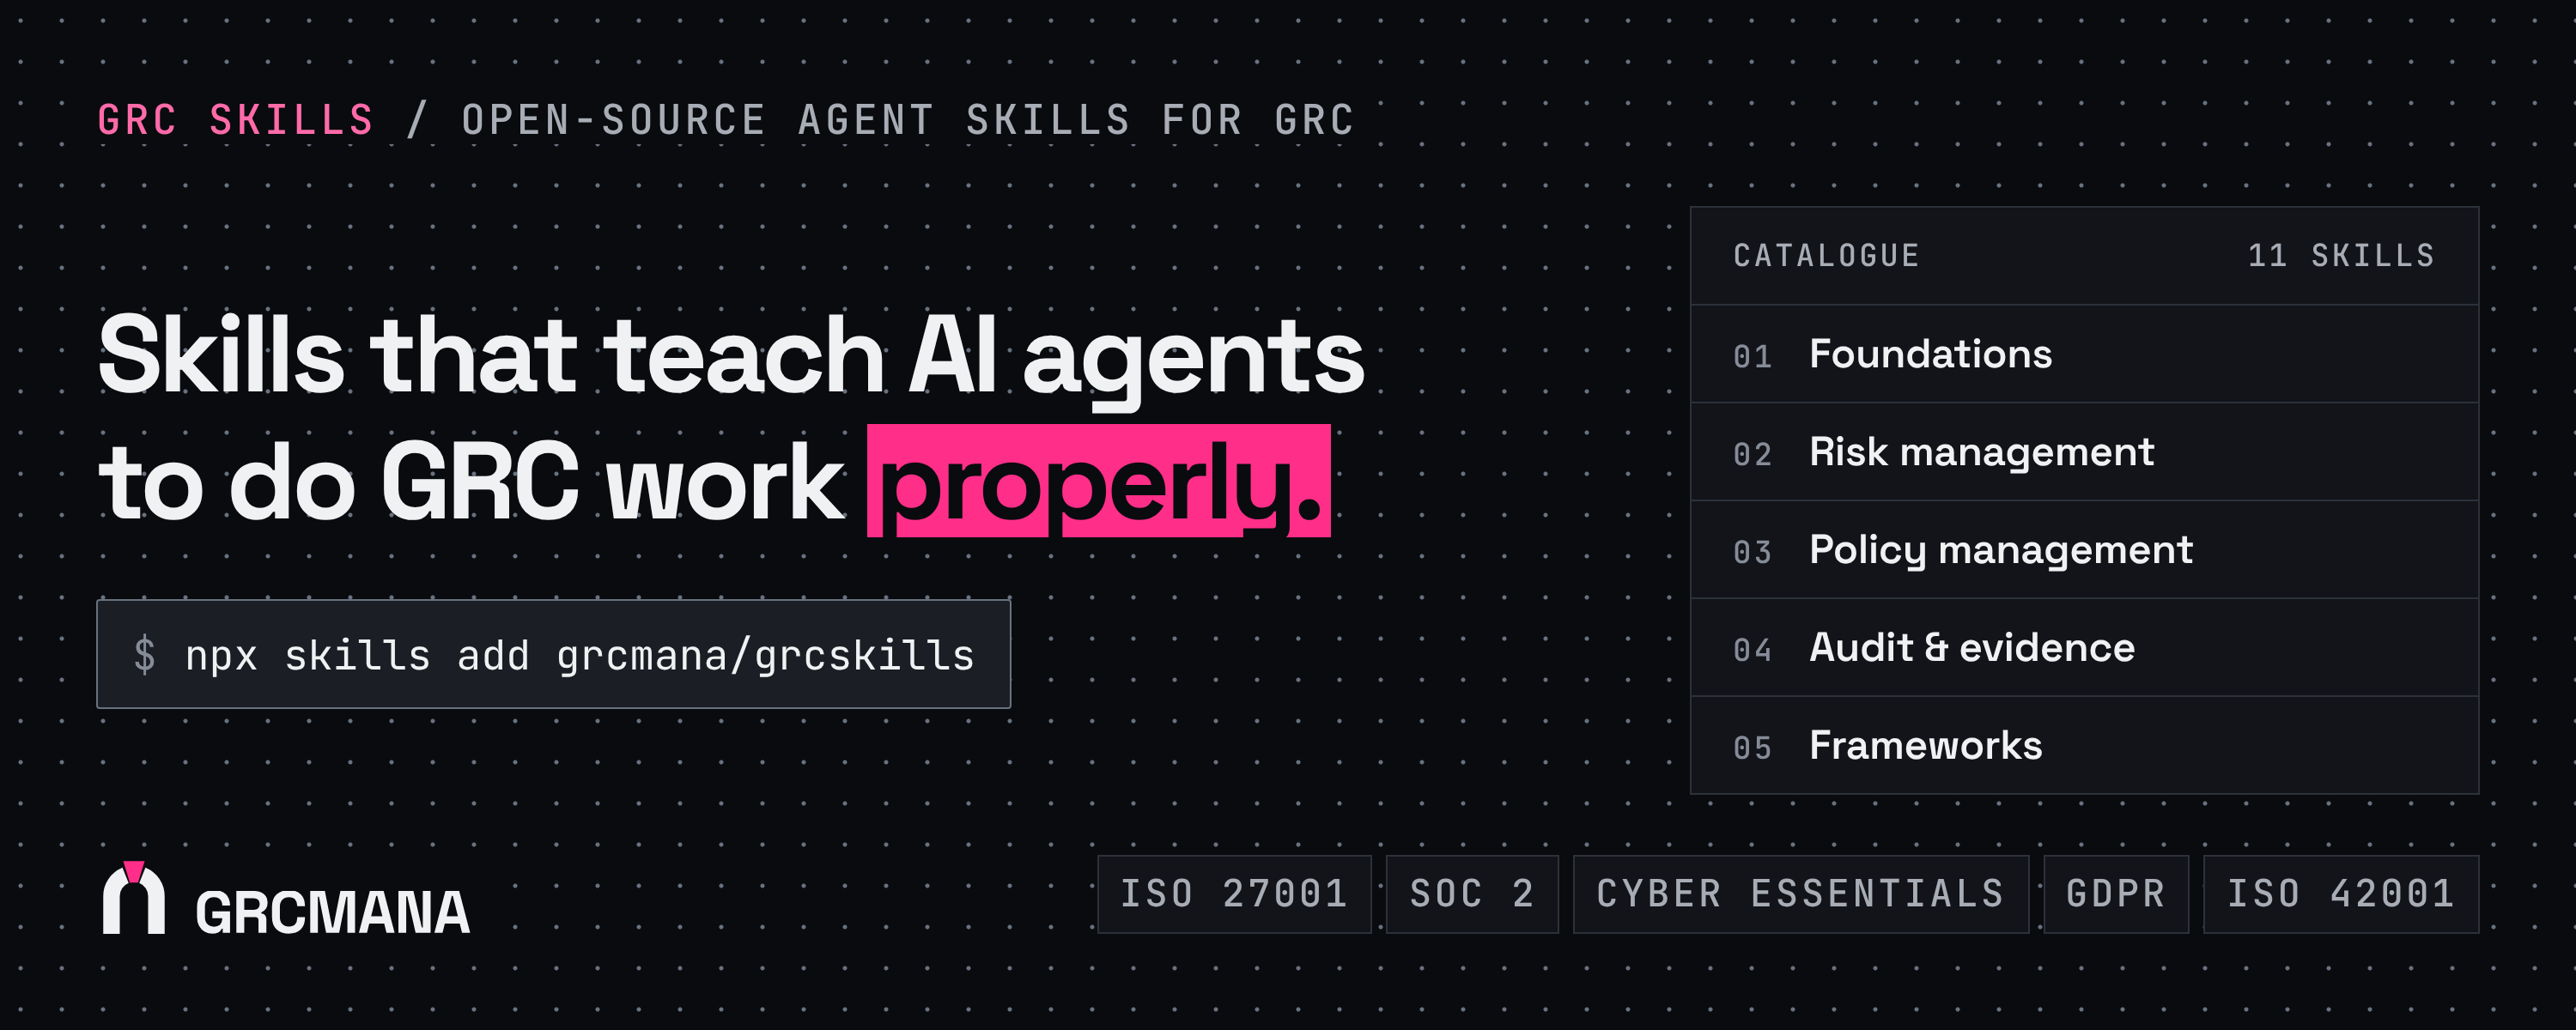 GRC SKILLS / OPEN-SOURCE AGENT SKILLS FOR GRC
Skills that teach AI agents
to do GRC work properly.
$ npx skills add grcmana/grcskills
CATALOGUE 11 SKILLS
01 Foundations
02 Risk management
03 Policy management
04 Audit & evidence
05 Frameworks
GRCMANA
ISO 27001 SOC 2 CYBER ESSENTIALS GDPR ISO 42001